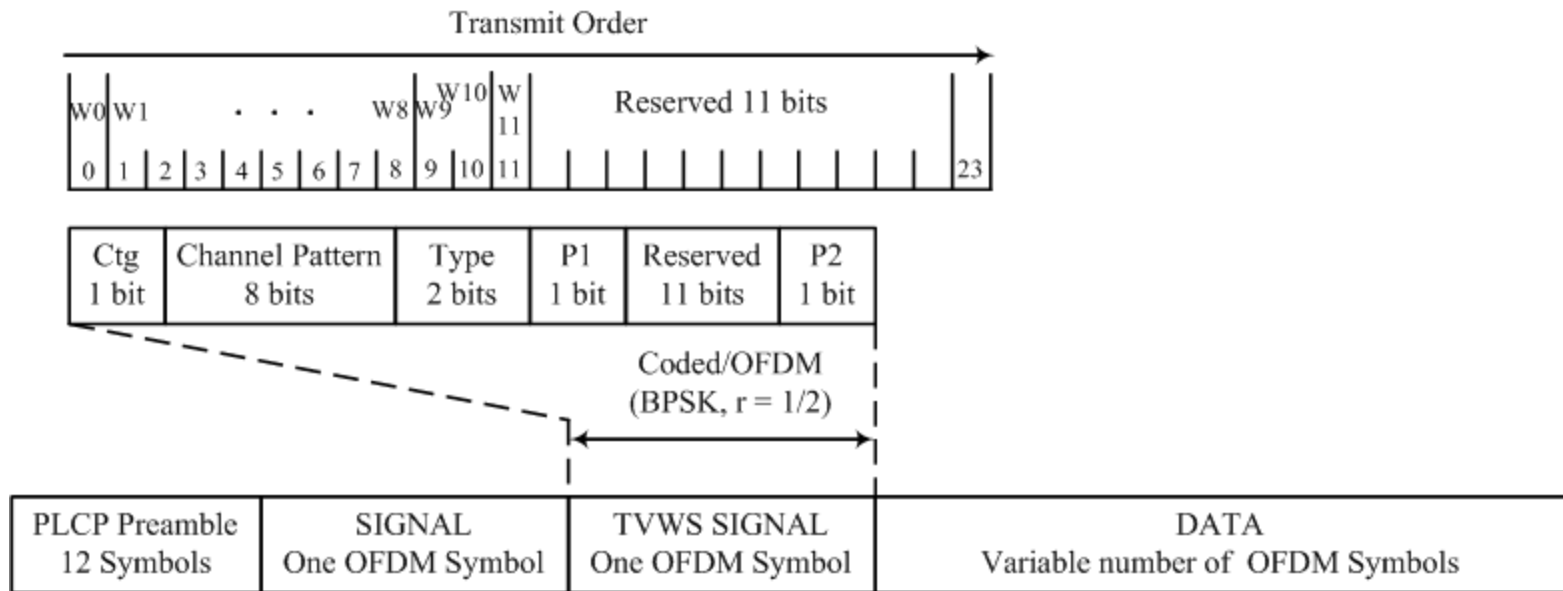 Transmit Order
W0 W1 . . . W8 W9 W10 W 11 Reserved 11 bits
0 1 2 3 4 5 6 7 8 9 10 11 23
Ctg Channel Pattern Type P1 Reserved P2
1 bit 8 bits 2 bits 1 bit 11 bits 1 bit
Coded/OFDM
(BPSK, r = 1/2)
PLCP Preamble SIGNAL TVWS SIGNAL DATA
12 Symbols One OFDM Symbol One OFDM Symbol Variable number of OFDM Symbols